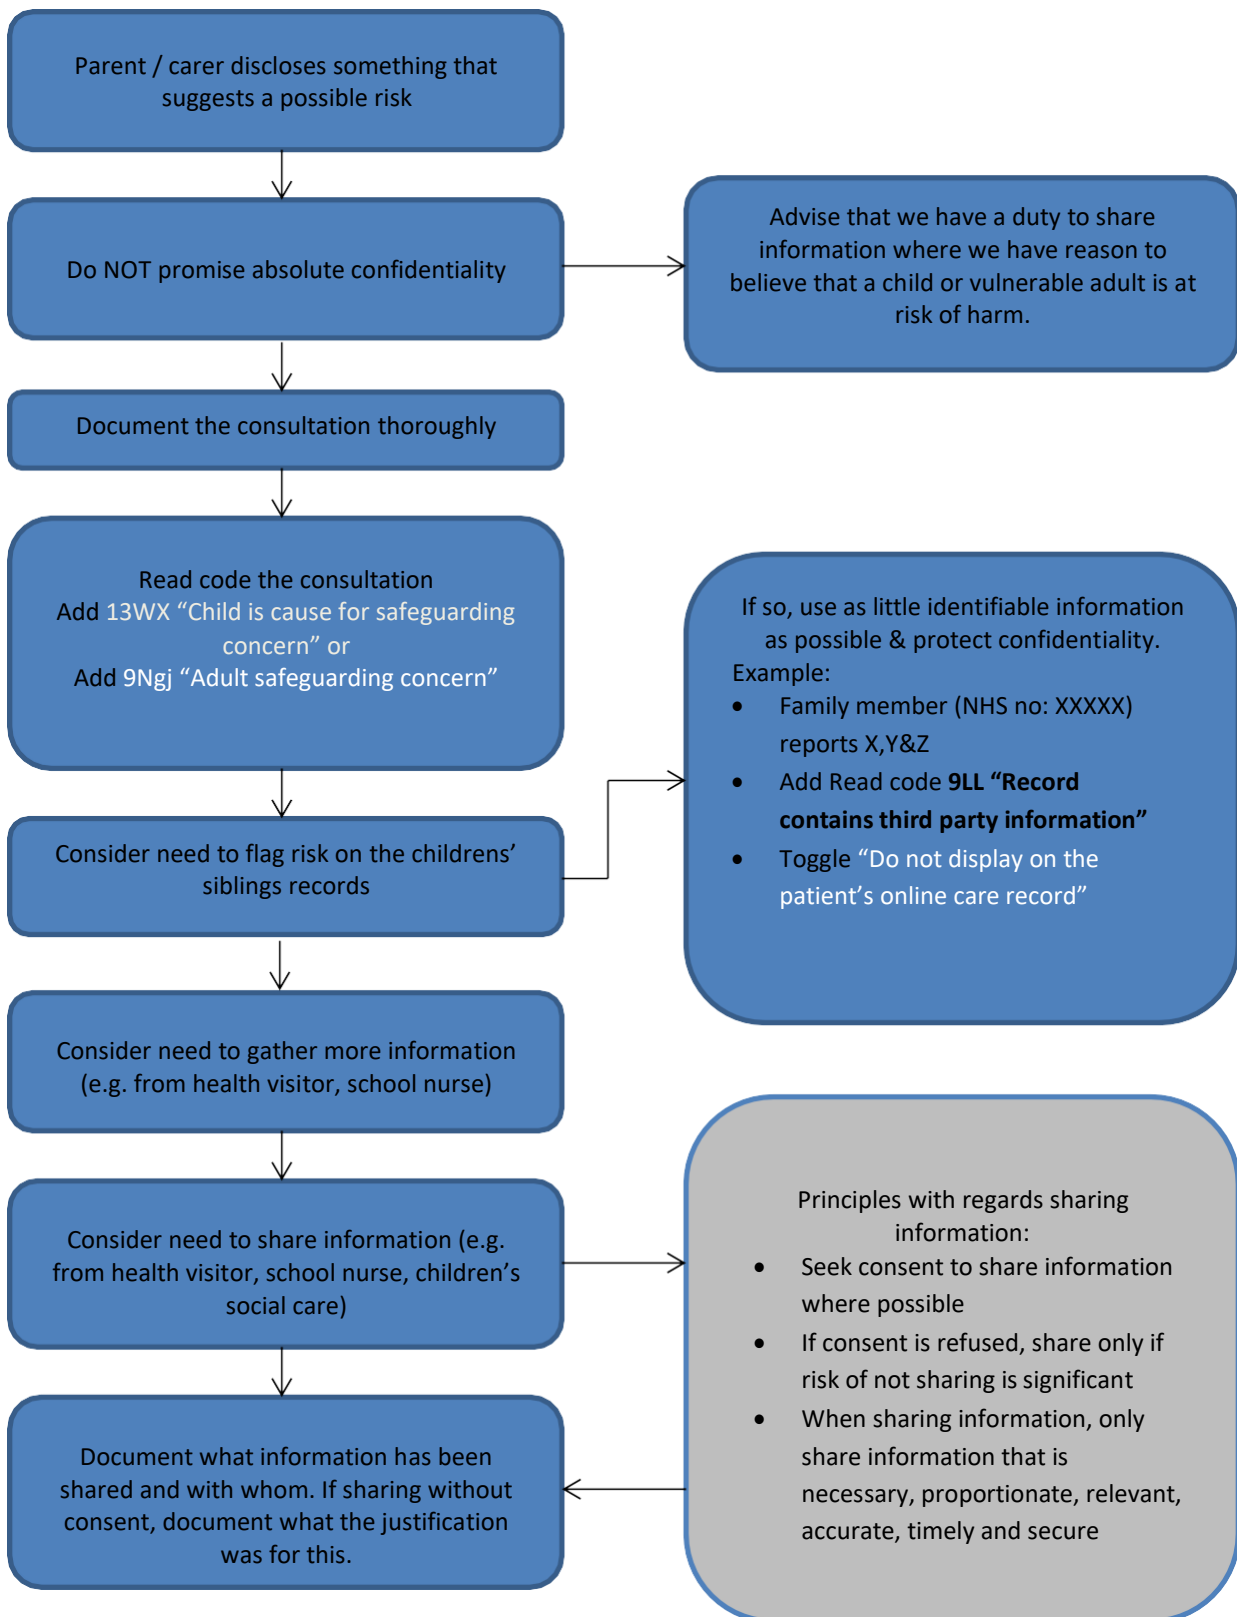 Parent / carer discloses something that
suggests a possible risk
Do NOT promise absolute confidentiality
Advise that we have a duty to share
information where we have reason to
believe that a child or vulnerable adult is at
risk of harm.
Document the consultation thoroughly
Read code the consultation
Add 13WX “Child is cause for safeguarding
concern” or
Add 9Ngj “Adult safeguarding concern”
Consider need to flag risk on the childrens’
siblings records
If so, use as little identifiable information
as possible & protect confidentiality.
Example:
• Family member (NHS no: XXXXX)
reports X,Y&Z
• Add Read code 9LL “Record
contains third party information”
• Toggle “Do not display on the
patient’s online care record”
Consider need to gather more information
(e.g. from health visitor, school nurse)
Consider need to share information (e.g.
from health visitor, school nurse, children’s
social care)
Principles with regards sharing
information:
• Seek consent to share information
where possible
• If consent is refused, share only if
risk of not sharing is significant
• When sharing information, only
share information that is
necessary, proportionate, relevant,
accurate, timely and secure
Document what information has been
shared and with whom. If sharing without
consent, document what the justification
was for this.